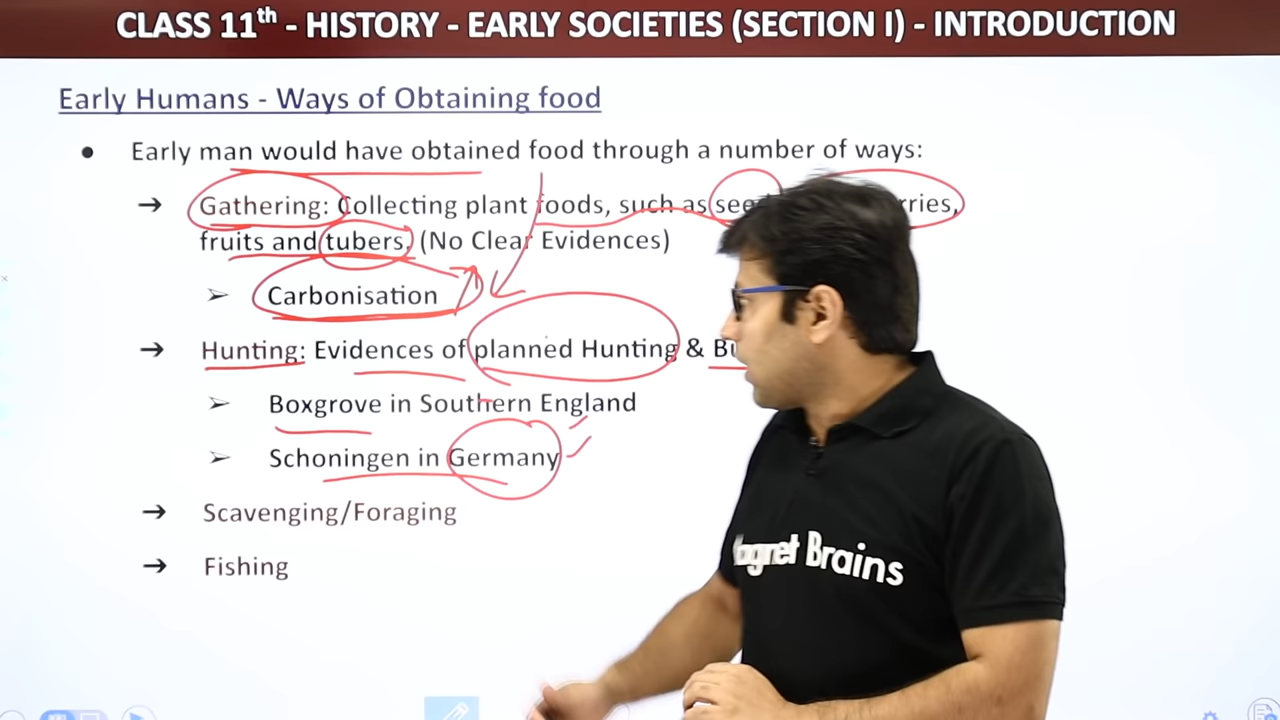 CLASS 11th - HISTORY - EARLY SOCIETIES (SECTION I) - INTRODUCTION
Early Humans - Ways of Obtaining food
● Early man would have obtained food through a number of ways:
→ Gathering: Collecting plant foods, such as
fruits and tubers, (No Clear Evidences)
➢ Carbonisation
→ Hunting: Evidences of planned Hunting &
➢ Boxgrove in Southern England
➢ Schoningen in Germany
→ Scavenging/Foraging
→ Fishing
Magnet Brains